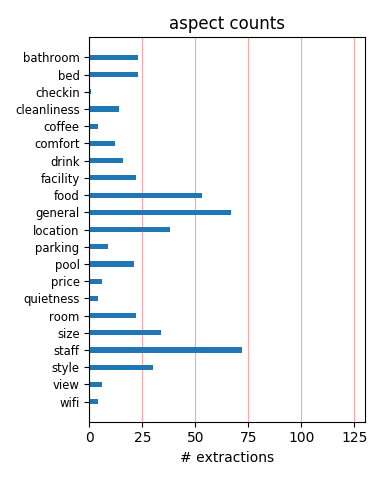 aspect counts
bathroom
bed
checkin
cleanliness
coffee
comfort
drink
facility
food
general
location
parking
pool
price
quietness
room
size
staff
style
view
wifi
0 25 50 75 100 125
# extractions